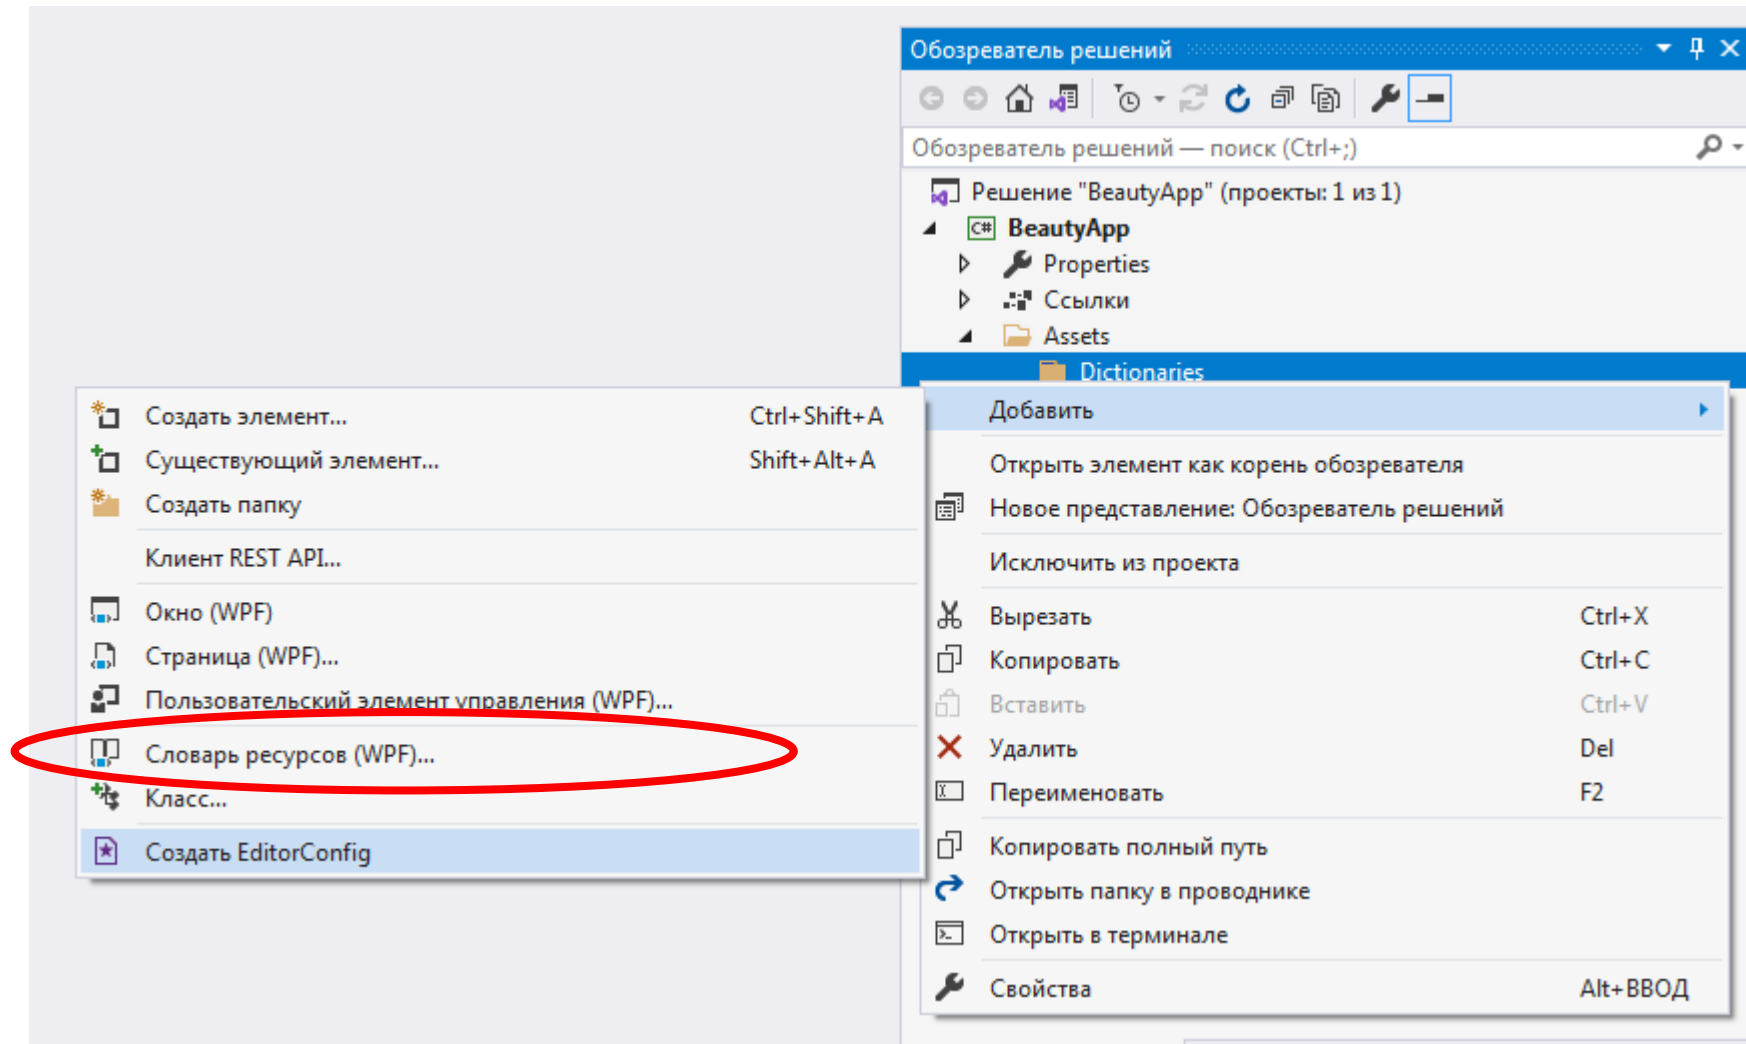 Обозреватель решений
Обозреватель решений — поиск (Ctrl+;)
Решение "BeautyApp" (проекты: 1 из 1)
C# BeautyApp
Properties
Ссылки
Assets
Dictionaries
Создать элемент... Ctrl+Shift+A
Существующий элемент... Shift+Alt+A
Создать папку
Клиент REST API...
Окно (WPF)
Страница (WPF)...
Пользовательский элемент управления (WPF)...
Словарь ресурсов (WPF)...
Класс...
Создать EditorConfig
Добавить
Открыть элемент как корень обозревателя
Новое представление: Обозреватель решений
Исключить из проекта
Вырезать Ctrl+X
Копировать Ctrl+C
Вставить Ctrl+V
Удалить Del
Переименовать F2
Копировать полный путь
Открыть папку в проводнике
Открыть в терминале
Свойства Alt+ВВОД